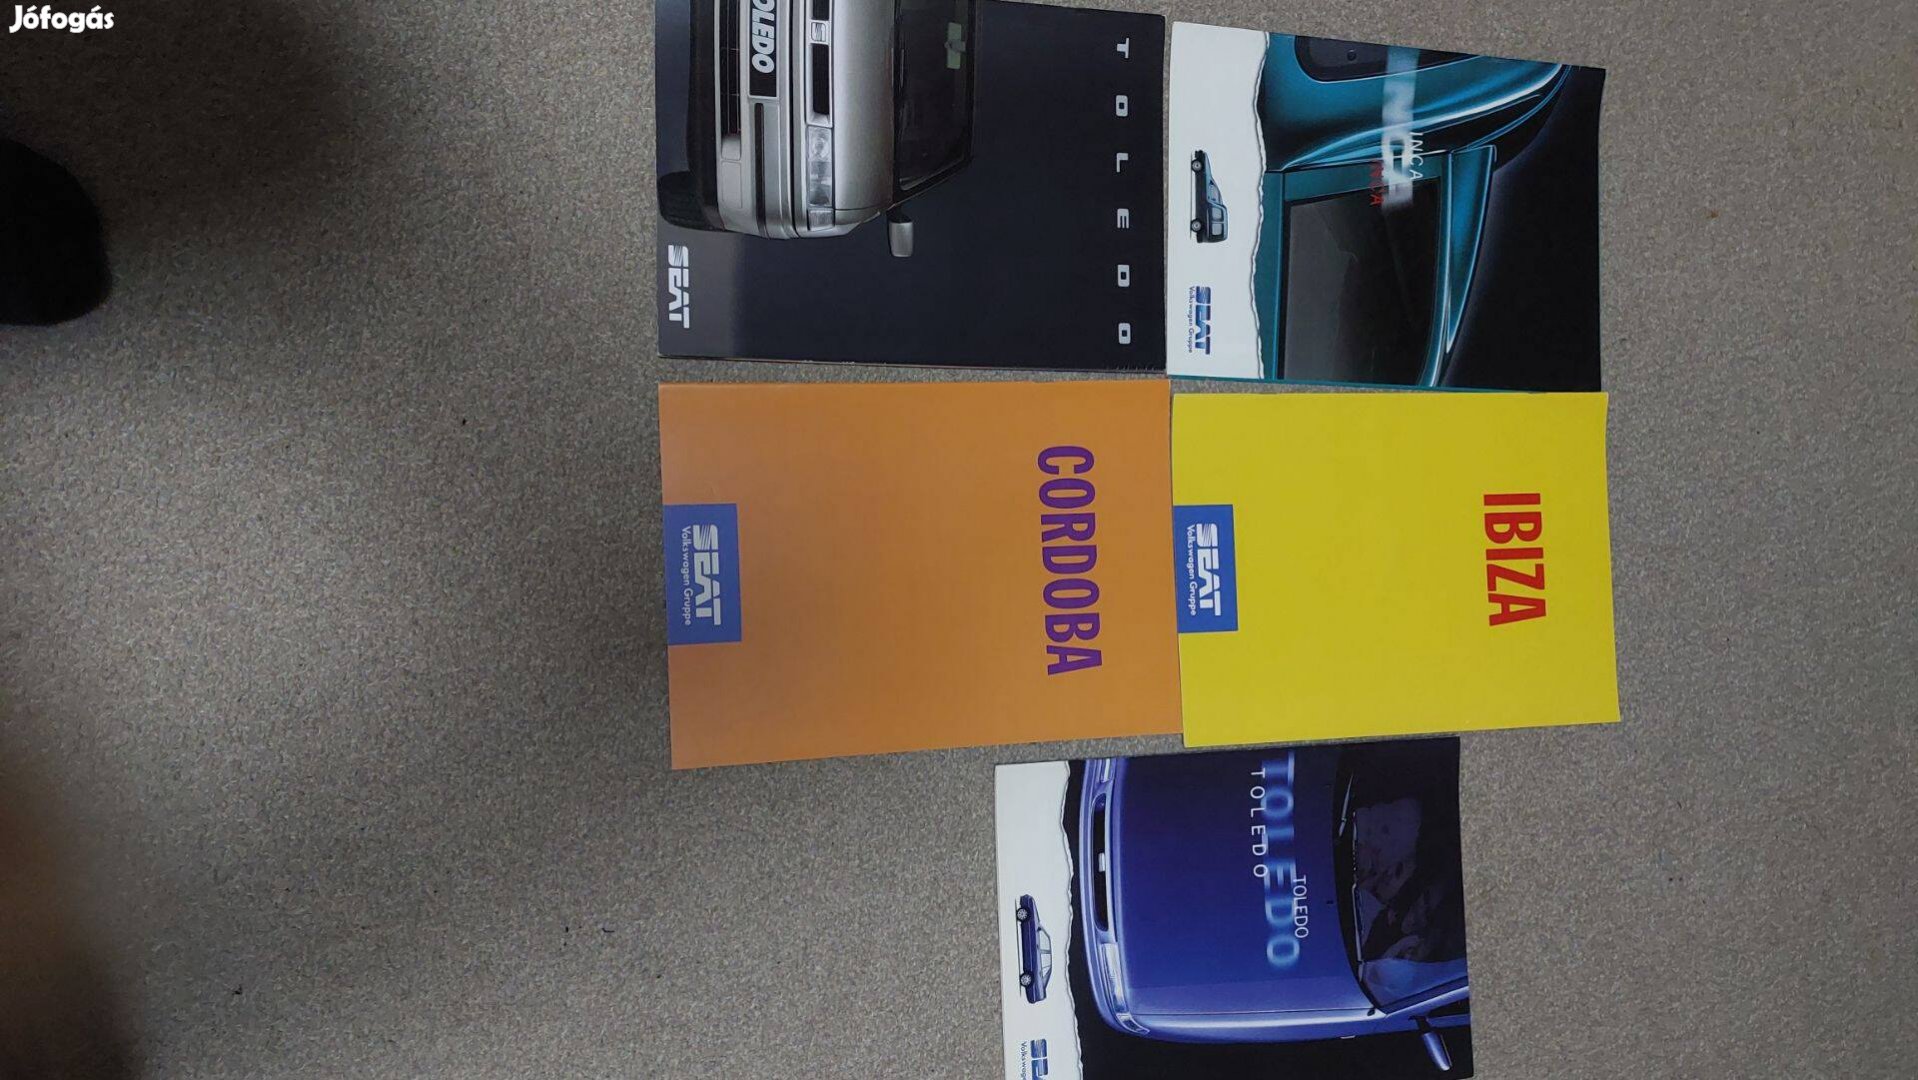 Jófogás
TOLEDO
TOLEDO
SEAT
INCA
INCA
SEAT
Volkswagen Gruppe
CORDOBA
SEAT
Volkswagen Gruppe
IBIZA
SEAT
Volkswagen Gruppe
TOLEDO
TOLEDO
TOLEDO